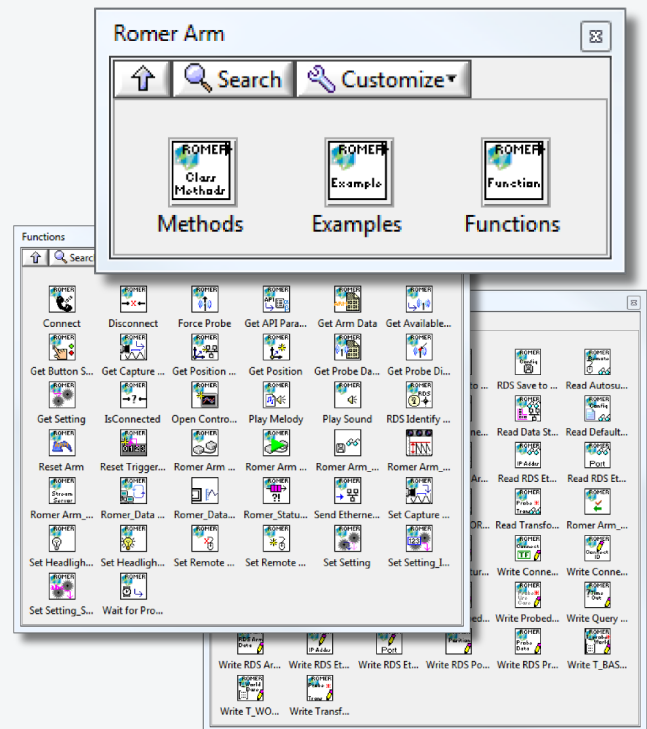 Romer Arm
Search Customize
ROMER ROMER ROMER
Class Methods Example Function
Methods Examples Functions
Functions
Search
Connect Disconnect Force Probe Get API Para... Get Arm Data Get Available...
Get Button S... Get Capture ... Get Position ... Get Position Get Probe Da... Get Probe Di...
Get Setting IsConnected Open Contro... Play Melody Play Sound RDS Identify ...
Reset Arm Reset Trigger... Romer Arm ... Romer Arm ... Romer Arm_... Romer Arm_...
Romer Arm_... Romer_Data ... Romer_Data... Romer_Statu... Send Etherne... Set Capture ...
Set Headligh... Set Headligh... Set Remote ... Set Remote ... Set Setting Set Setting_I...
Set Setting_S... Wait for Pro...
to ... RDS Save to ... Read Autosu...
ne... Read Data St... Read Default...
Ar... Read RDS Et... Read RDS Et...
OR... Read Transfo... Romer Arm_...
tur... Write Conne... Write Conne...
ed... Write Probed... Write Query ...
Write RDS Ar... Write RDS Et... Write RDS Et... Write RDS Po... Write RDS Pr... Write T_BAS...
Write T_WO... Write Transf...